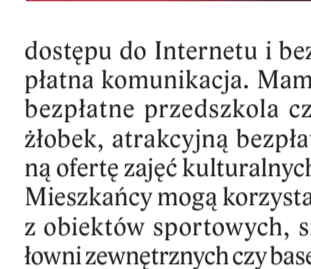 dostępu do Internetu i bez
płatna komunikacja. Mam
bezpłatne przedszkola cz
żłobek, atrakcyjną bezpła
ną ofertę zajęć kulturalnych
Mieszkańcy mogą korzysta
z obiektów sportowych, s
łowni zewnętrznych czy base